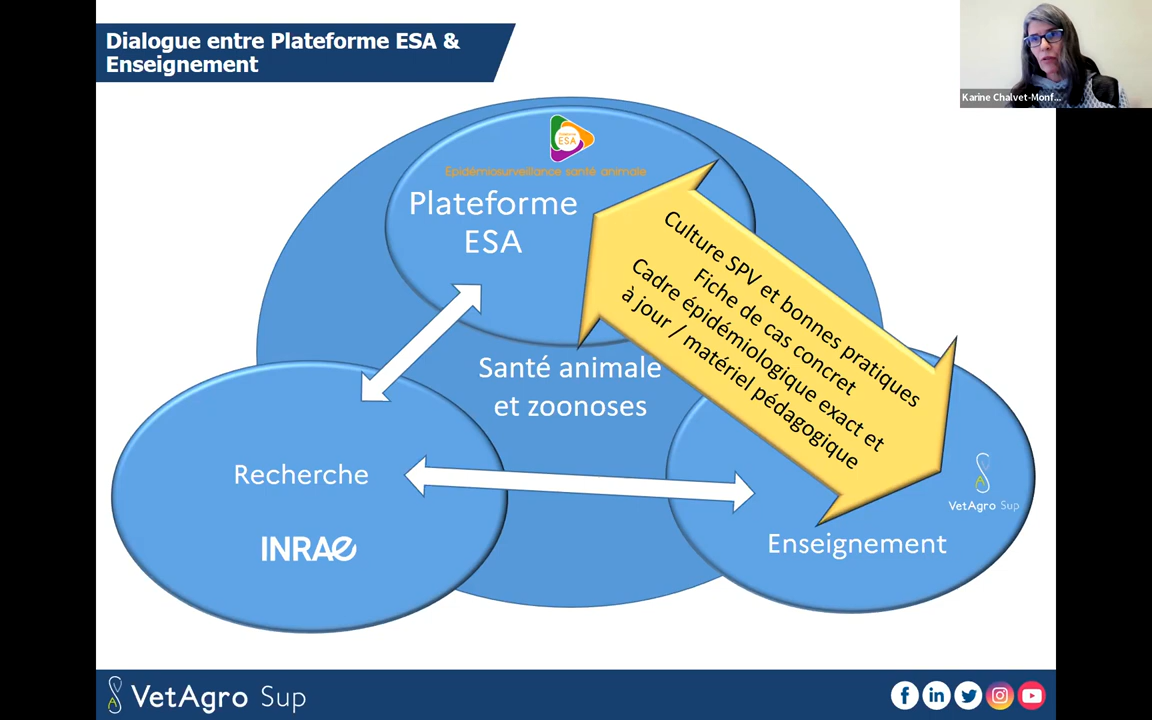 Dialogue entre Plateforme ESA &
Enseignement
Karine Chalvet-Monf...
ESA
Epidémiosurveillance santé animale
Plateforme
ESA
Culture SPV et bonnes pratiques
Fiche de cas concret
Cadre épidémiologique exact et
à jour / matériel pédagogique
Santé animale
et zoonoses
Recherche
INRAE
VetAgro Sup
Enseignement
VetAgro Sup